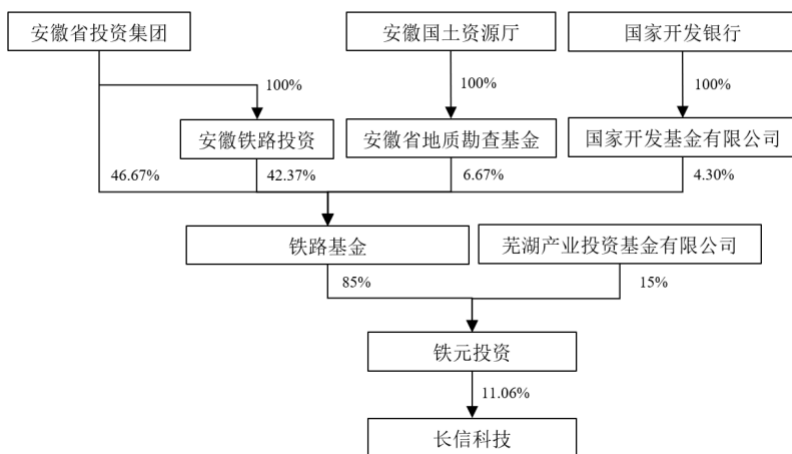 安徽省投资集团
安徽国土资源厅
国家开发银行
100%
100%
100%
安徽铁路投资
安徽省地质勘查基金
国家开发基金有限公司
46.67%
42.37%
6.67%
4.30%
铁路基金
芜湖产业投资基金有限公司
85%
15%
铁元投资
11.06%
长信科技